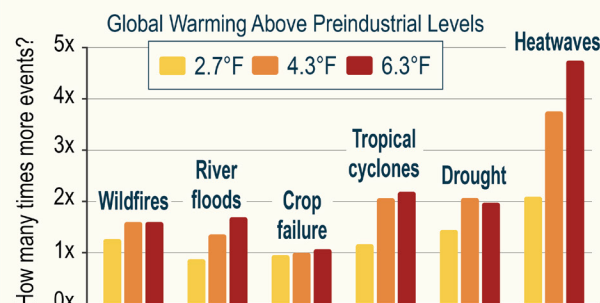 Global Warming Above Preindustrial Levels
2.7°F 4.3°F 6.3°F
How many times more events?
5x
4x
3x
2x
1x
0x
Wildfires
River
floods
Crop
failure
Tropical
cyclones
Drought
Heatwaves